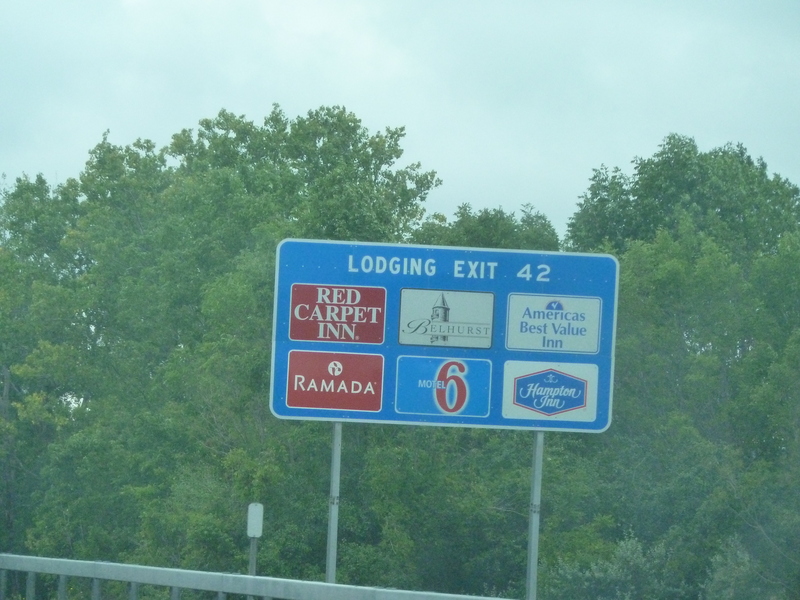 LODGING EXIT 42
RED
CARPET
INN
BELHURST
Americas
Best Value
Inn
RAMADA
MOTEL 6
Hampton
Inn